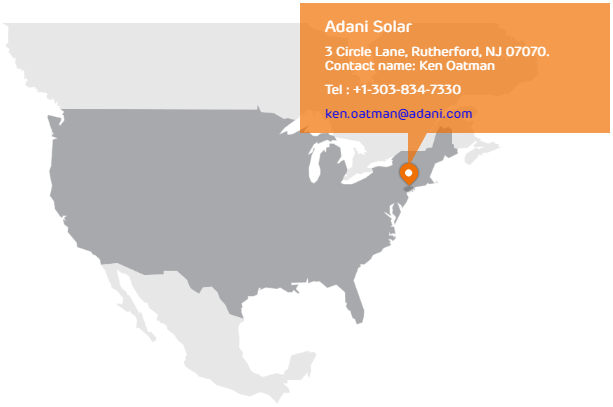 Adani Solar
3 Circle Lane, Rutherford, NJ 07070.
Contact name: Ken Oatman
Tel : +1-303-834-7330
ken.oatman@adani.com